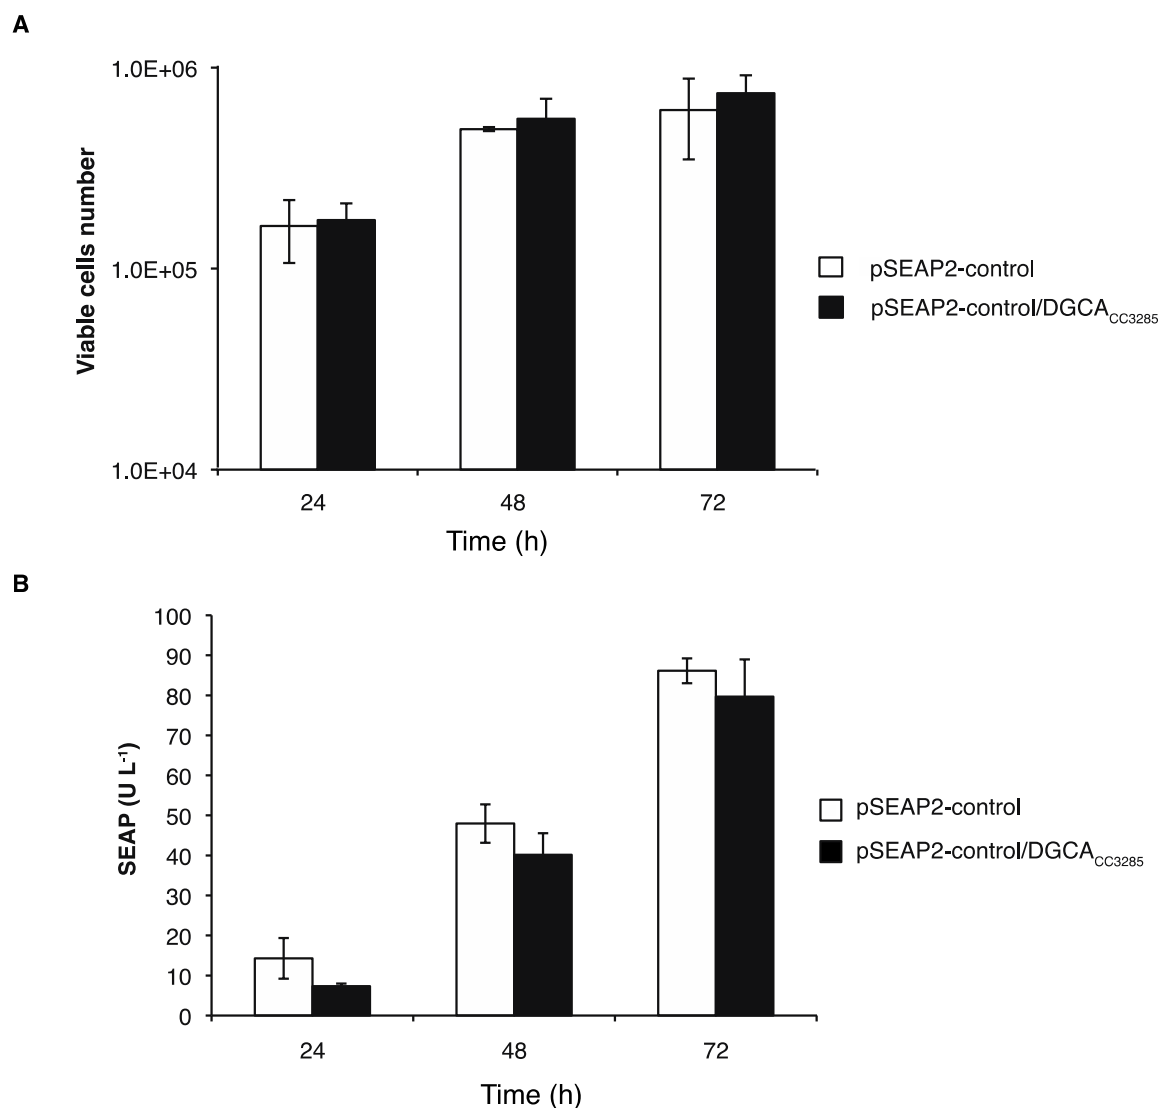 A
1.0E+06
1.0E+05
1.0E+04
Viable cells number
24 48 72
Time (h)
pSEAP2-control
pSEAP2-control/DGCA_CC3285
B
100
90
80
70
60
50
40
30
20
10
0
SEAP (U L⁻¹)
24 48 72
Time (h)
pSEAP2-control
pSEAP2-control/DGCA_CC3285